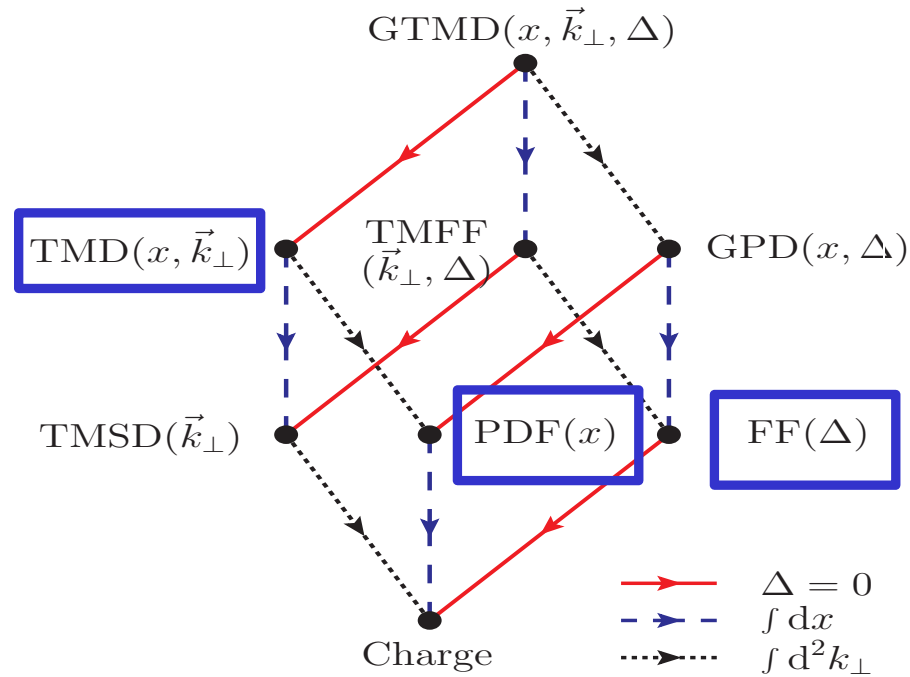 GTMD(x, k⃗⊥, Δ)
TMD(x, k⃗⊥)
TMFF
(k⃗⊥, Δ)
GPD(x, Δ)
TMSD(k⃗⊥)
PDF(x)
FF(Δ)
Charge
Δ = 0
∫ dx
∫ d²k⊥